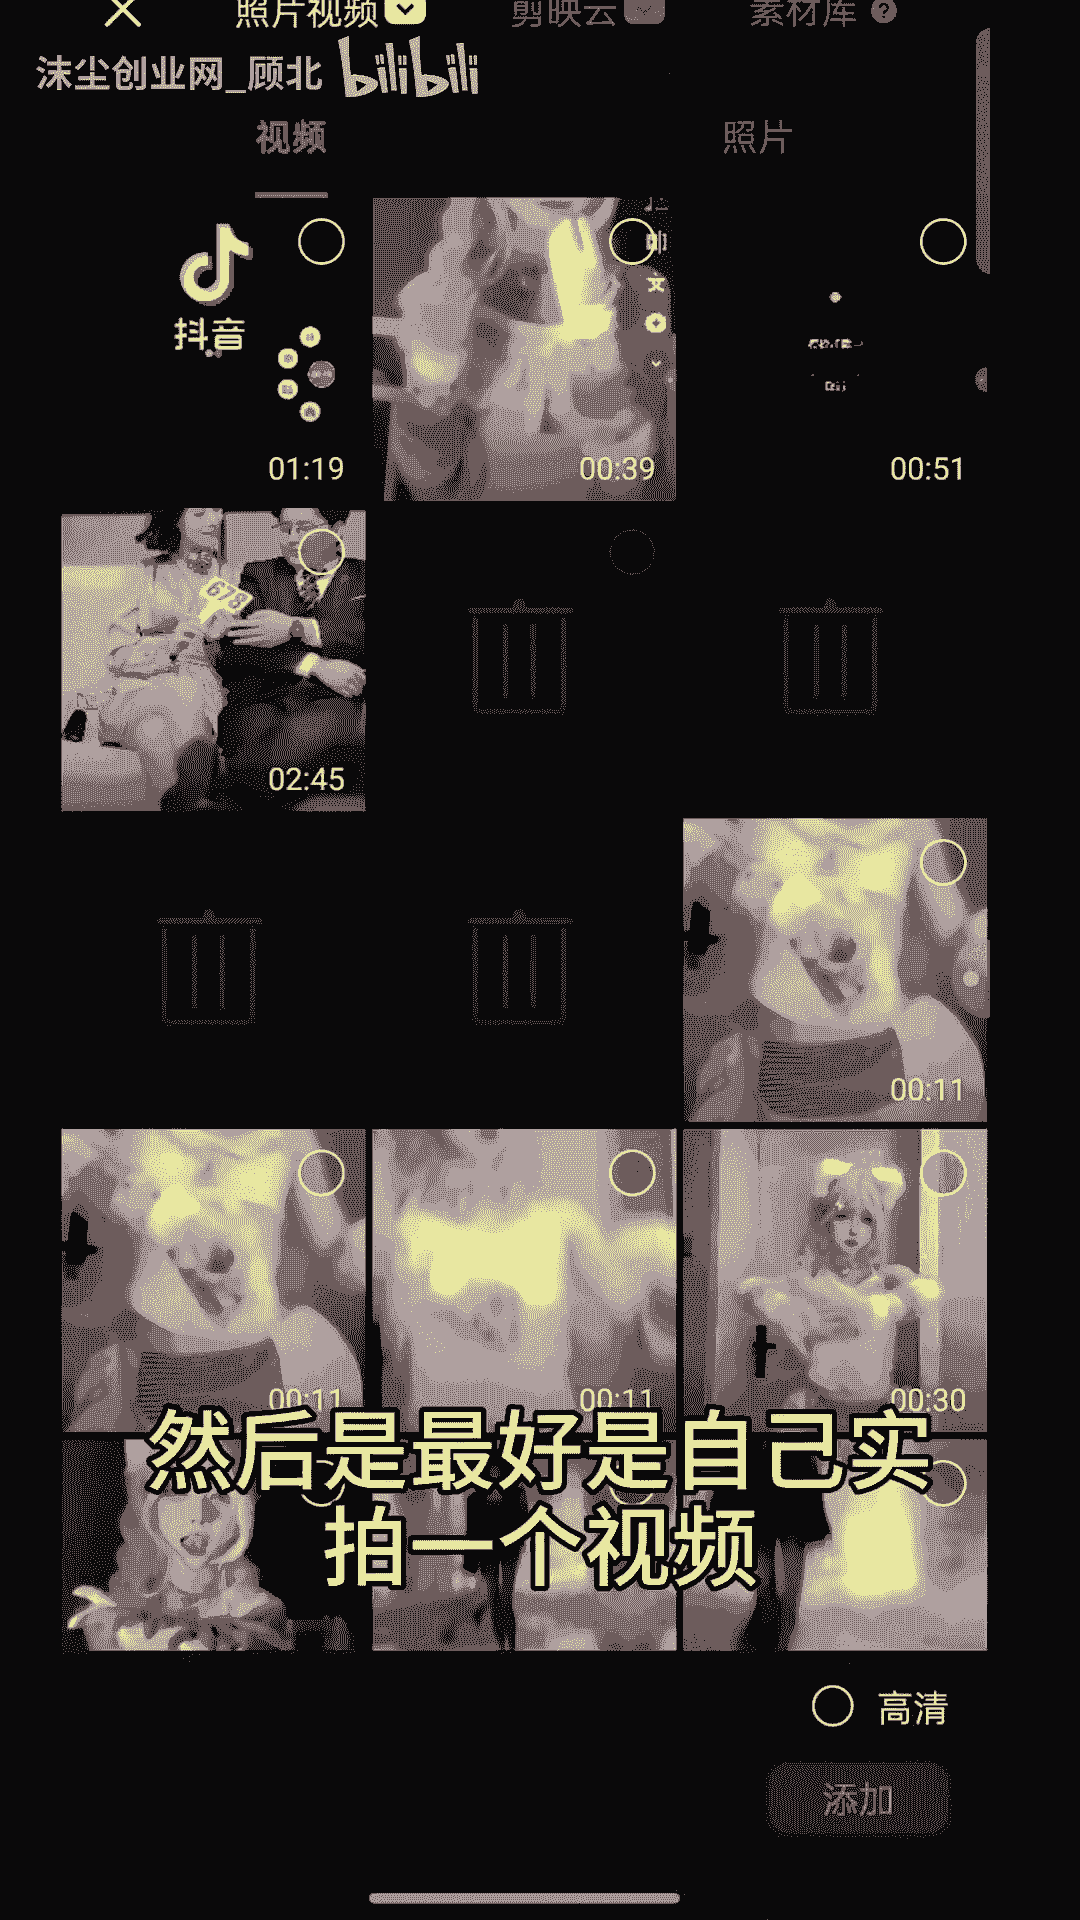 照片视频
剪映云
素材库
沫尘创业网_顾北 bilibili
视频
照片
抖音
01:19
00:39
00:51
678
02:45
00:11
00:11
00:11
00:30
然后是最好是自己实
拍一个视频
高清
添加